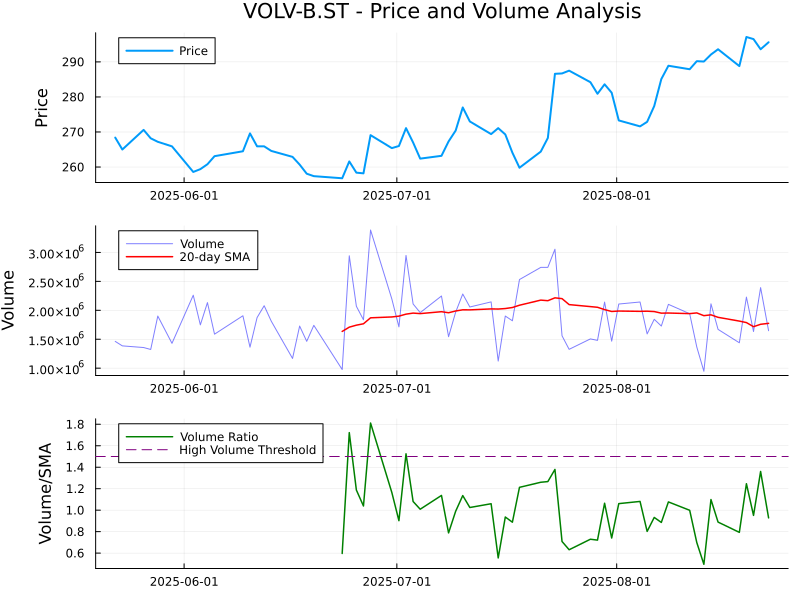 VOLV-B.ST - Price and Volume Analysis
Price
Price
290
280
270
260
2025-06-01 2025-07-01 2025-08-01
Volume
Volume
20-day SMA
3.00×10⁶
2.50×10⁶
2.00×10⁶
1.50×10⁶
1.00×10⁶
2025-06-01 2025-07-01 2025-08-01
Volume/SMA
Volume Ratio
High Volume Threshold
1.8
1.6
1.4
1.2
1.0
0.8
0.6
2025-06-01 2025-07-01 2025-08-01